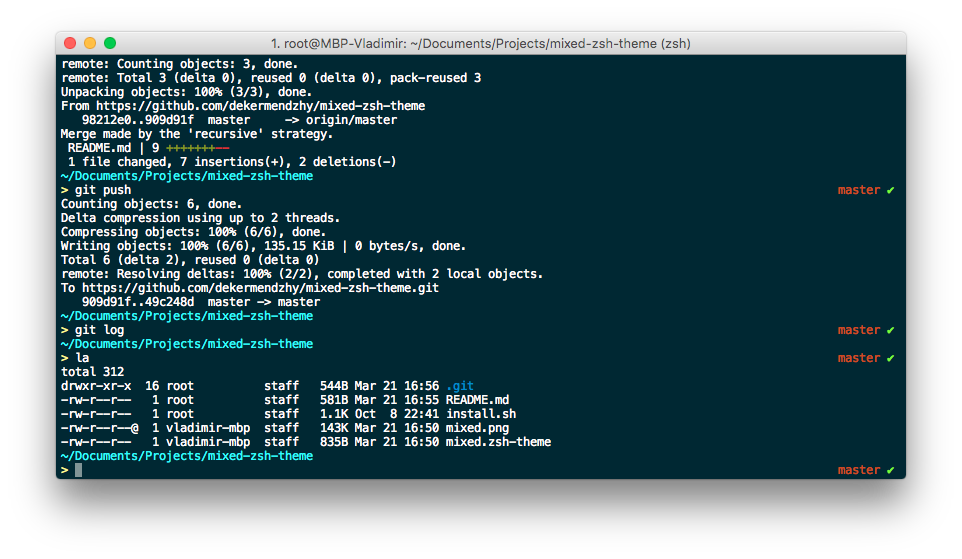 1. root@MBP-Vladimir: ~/Documents/Projects/mixed-zsh-theme (zsh)
remote: Counting objects: 3, done.
remote: Total 3 (delta 0), reused 0 (delta 0), pack-reused 3
Unpacking objects: 100% (3/3), done.
From https://github.com/dekermendzhy/mixed-zsh-theme
   98212e0..909d91f  master     -> origin/master
Merge made by the 'recursive' strategy.
 README.md | 9 +++++++--
 1 file changed, 7 insertions(+), 2 deletions(-)
~/Documents/Projects/mixed-zsh-theme
> git push master ✔
Counting objects: 6, done.
Delta compression using up to 2 threads.
Compressing objects: 100% (6/6), done.
Writing objects: 100% (6/6), 135.15 KiB | 0 bytes/s, done.
Total 6 (delta 2), reused 0 (delta 0)
remote: Resolving deltas: 100% (2/2), completed with 2 local objects.
To https://github.com/dekermendzhy/mixed-zsh-theme.git
   909d91f..49c248d  master -> master
~/Documents/Projects/mixed-zsh-theme
> git log master ✔
~/Documents/Projects/mixed-zsh-theme
> la master ✔
total 312
drwxr-xr-x  16 root          staff   544B Mar 21 16:56 .git
-rw-r--r--   1 root          staff   581B Mar 21 16:55 README.md
-rw-r--r--   1 root          staff   1.1K Oct  8 22:41 install.sh
-rw-r--r--@  1 vladimir-mbp  staff   143K Mar 21 16:50 mixed.png
-rw-r--r--   1 vladimir-mbp  staff   835B Mar 21 16:50 mixed.zsh-theme
~/Documents/Projects/mixed-zsh-theme
> master ✔